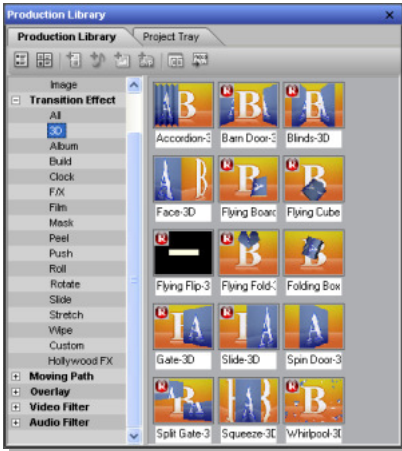 Production Library
Production Library Project Tray
Image
Transition Effect
All
3D
Album
Build
Clock
F/X
Film
Mask
Peel
Push
Roll
Rotate
Slide
Stretch
Wipe
Custom
Hollywood FX
Moving Path
Overlay
Video Filter
Audio Filter
Accordion-3 Barn Door-3 Blinds-3D
Face-3D Flying Board Flying Cube
Flying Flip-3 Flying Fold-3 Folding Box
Gate-3D Slide-3D Spin Door-3
Split Gate-3 Squeeze-3D Whirlpool-3D